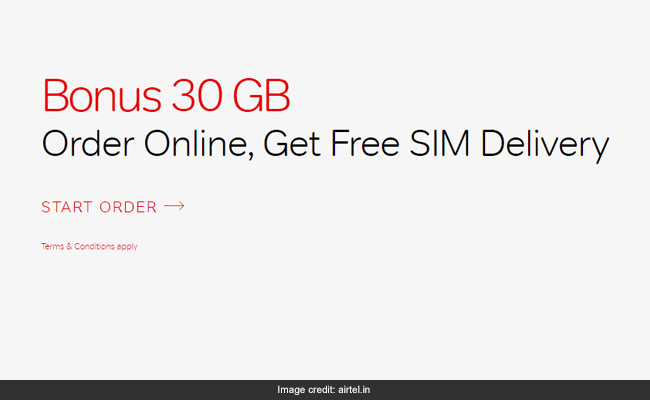 Bonus 30 GB
Order Online, Get Free SIM Delivery
START ORDER →
Terms & Conditions apply
Image credit: airtel.in